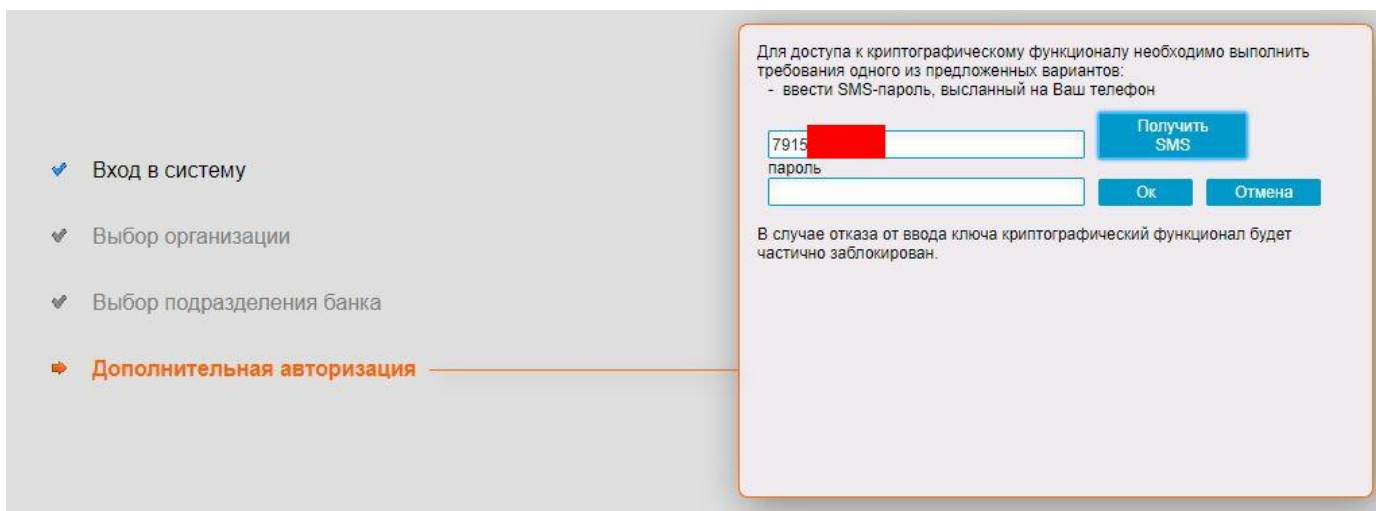 Вход в систему
Выбор организации
Выбор подразделения банка
Дополнительная авторизация
Для доступа к криптографическому функционалу необходимо выполнить
требования одного из предложенных вариантов:
- ввести SMS-пароль, высланный на Ваш телефон
7915
Получить
SMS
пароль
Ок
Отмена
В случае отказа от ввода ключа криптографический функционал будет
частично заблокирован.